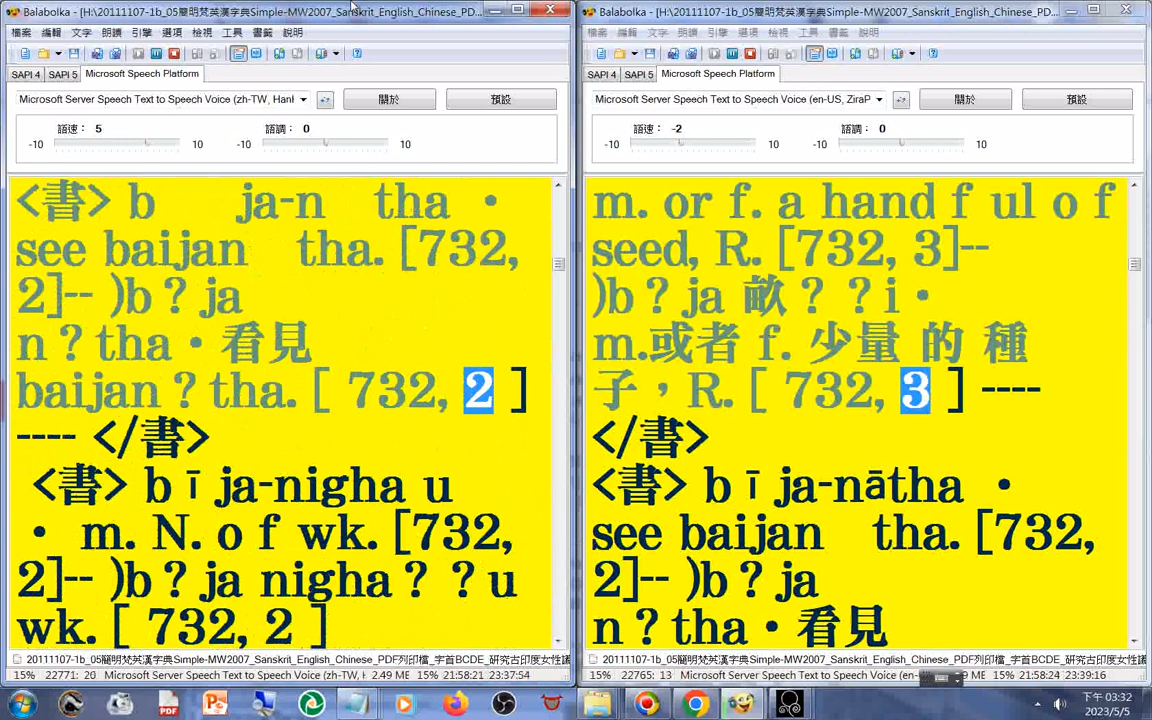 Balabolka - [H:\20111107-1b_05簡明梵英漢字典Simple-MW2007_Sanskrit_English_Chinese_PD...
檔案 編輯 文字 朗讀 引擎 選項 檢視 工具 書籤 說明
SAPI 4 SAPI 5 Microsoft Speech Platform
Microsoft Server Speech Text to Speech Voice (zh-TW, Hanl
關於 預設
語速： 5 語調： 0
-10 10 -10 10
<書> b ja-n tha •
see baijan tha. [732,
2]-- )b？ja
n？tha•看見
baijan？tha. [ 732, 2 ]
---- </書>
<書> b ī ja-nigha u
• m. N. o f wk. [732,
2]-- )b？ja nigha？？u
wk. [ 732, 2 ]
20111107-1b_05簡明梵英漢字典Simple-MW2007_Sanskrit_English_Chinese_PDF列印檔_字首BCDE_研究古印度女性議
15% 22771: 20 Microsoft Server Speech Text to Speech Voice (zh-TW, H 2.49 MB 15% 21:58:21 23:37:54
Balabolka - [H:\20111107-1b_05簡明梵英漢字典Simple-MW2007_Sanskrit_English_Chinese_PD...
檔案 編輯 文字 朗讀 引擎 選項 檢視 工具 書籤 說明
SAPI 4 SAPI 5 Microsoft Speech Platform
Microsoft Server Speech Text to Speech Voice (en-US, ZiraP
關於 預設
語速： -2 語調： 0
-10 10 -10 10
m. or f. a hand f ul o f
seed, R. [732, 3]--
)b？ja 畝？？i•
m.或者 f. 少量 的 種
子，R. [ 732, 3 ] ----
</書>
<書> b ī ja-nātha •
see baijan tha. [732,
2]-- )b？ja
n？tha•看見
20111107-1b_05簡明梵英漢字典Simple-MW2007_Sanskrit_English_Chinese_PDF列印檔_字首BCDE_研究古印度女性議
15% 22765: 13 Microsoft Server Speech Text to Speech Voice (en-us 15% 21:58:24 23:39:16
下午 03:32
2023/5/5